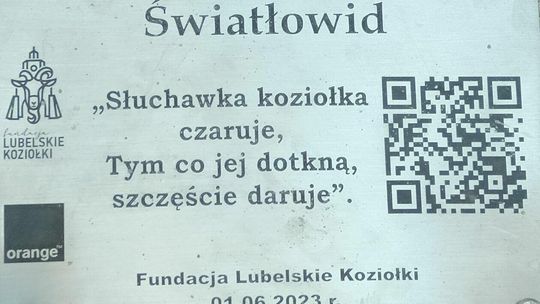 Światłowid
„Słuchawka koziołka
czaruje,
Tym co jej dotkną,
szczęście daruje”.
fundacja
LUBELSKIE
KOZIOŁKI
orange™
Fundacja Lubelskie Koziołki
01.06.2023 r.